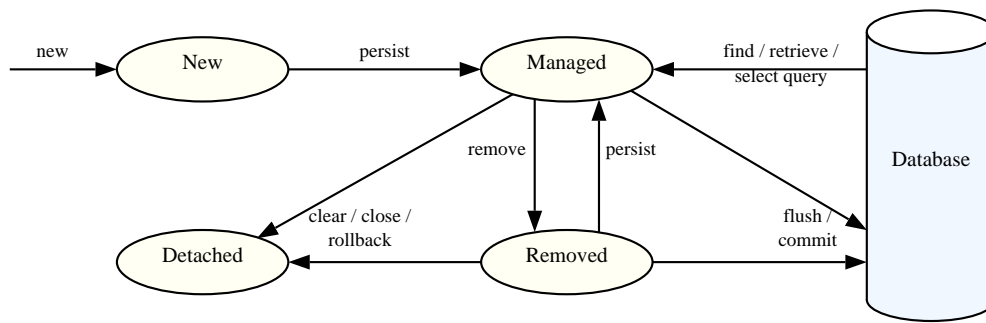 new
New
persist
Managed
find / retrieve /
select query
remove
persist
Database
clear / close /
rollback
flush /
commit
Detached
Removed